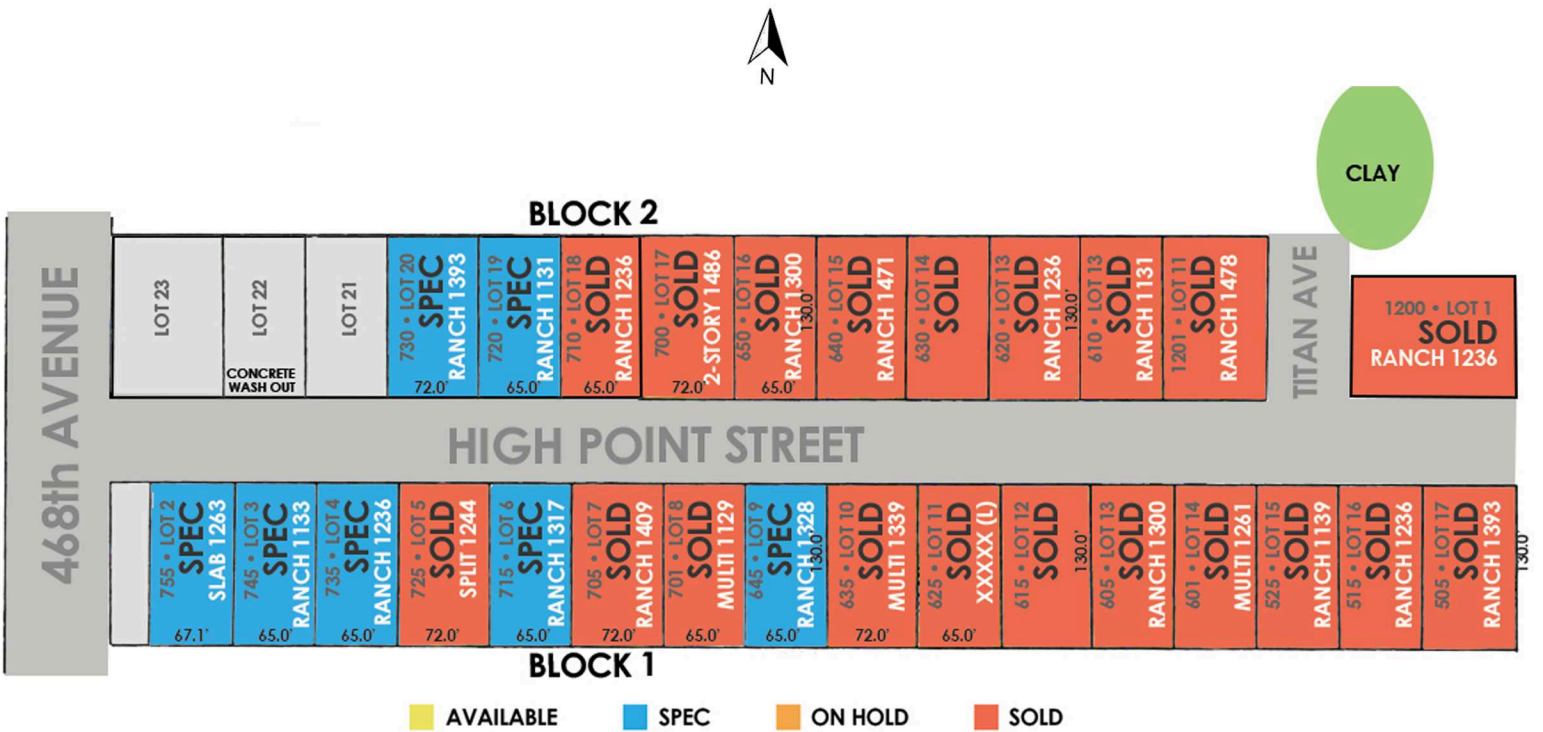 N
CLAY
BLOCK 2
468th AVENUE
LOT 23
LOT 22
CONCRETE
WASH OUT
LOT 21
730 • LOT 20
SPEC
RANCH 1393
72.0'
720 • LOT 19
SPEC
RANCH 1131
65.0'
710 • LOT 18
SOLD
RANCH 1236
65.0'
700 • LOT 17
SOLD
2-STORY 1486
72.0'
650 • LOT 16
SOLD
RANCH 1300
130.0'
65.0'
640 • LOT 15
SOLD
RANCH 1471
630 • LOT 14
SOLD
620 • LOT 13
SOLD
RANCH 1236
130.0'
610 • LOT 13
SOLD
RANCH 1131
1201 • LOT 11
SOLD
RANCH 1478
TITAN AVE
1200 • LOT 1
SOLD
RANCH 1236
HIGH POINT STREET
755 • LOT 2
SPEC
SLAB 1263
67.1'
745 • LOT 3
SPEC
RANCH 1133
65.0'
735 • LOT 4
SPEC
RANCH 1236
65.0'
725 • LOT 5
SOLD
SPLIT 1244
72.0'
715 • LOT 6
SPEC
RANCH 1317
65.0'
705 • LOT 7
SOLD
RANCH 1409
72.0'
701 • LOT 8
SOLD
MULTI 1129
65.0'
645 • LOT 9
SPEC
RANCH 1328
130.0'
65.0'
635 • LOT 10
SOLD
MULTI 1339
72.0'
625 • LOT 11
SOLD
XXXXX (L)
65.0'
615 • LOT 12
SOLD
130.0'
605 • LOT 13
SOLD
RANCH 1300
601 • LOT 14
SOLD
MULTI 1261
525 • LOT 15
SOLD
RANCH 1139
515 • LOT 16
SOLD
RANCH 1236
505 • LOT 17
SOLD
RANCH 1393
130.0'
BLOCK 1
AVAILABLE
SPEC
ON HOLD
SOLD